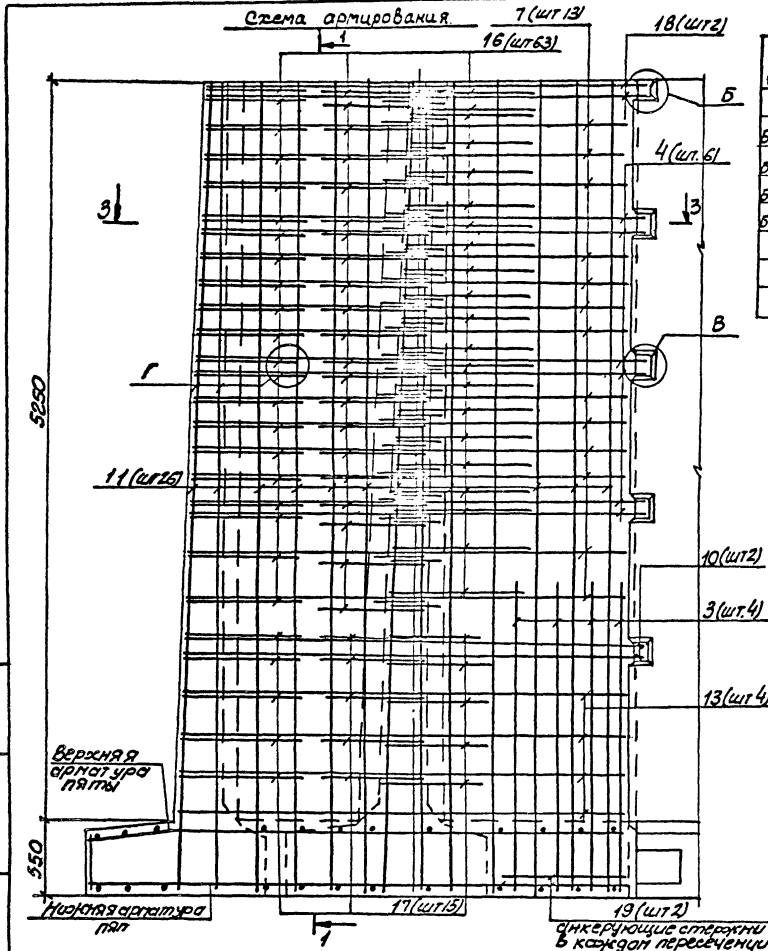 Схема армирования.
7(шт13)
16(шт63)
18(шт2)
1
Б
4(шт.6)
3
3
В
Г
5250
11(шт26)
10(шт2)
3(шт.4)
13(шт4)
Верхняя
арматура
пяты
550
Нижняя арматура
пят
17(шт15)
1
19(шт2)
анкерующие стержни
в каждом пересечении